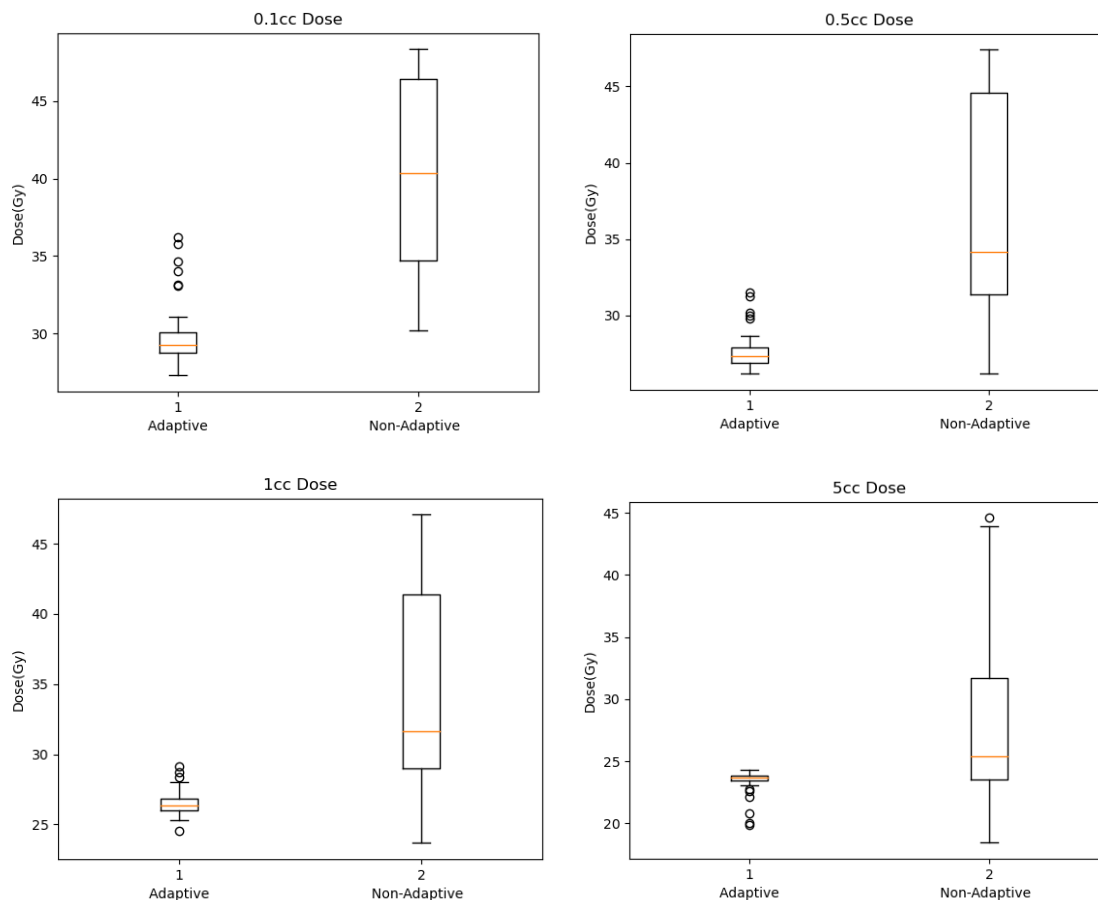 0.1cc Dose
Dose(Gy)
45
40
35
30
1
2
Adaptive
Non-Adaptive
0.5cc Dose
Dose(Gy)
45
40
35
30
1
2
Adaptive
Non-Adaptive
1cc Dose
Dose(Gy)
45
40
35
30
25
1
2
Adaptive
Non-Adaptive
5cc Dose
Dose(Gy)
45
40
35
30
25
20
1
2
Adaptive
Non-Adaptive